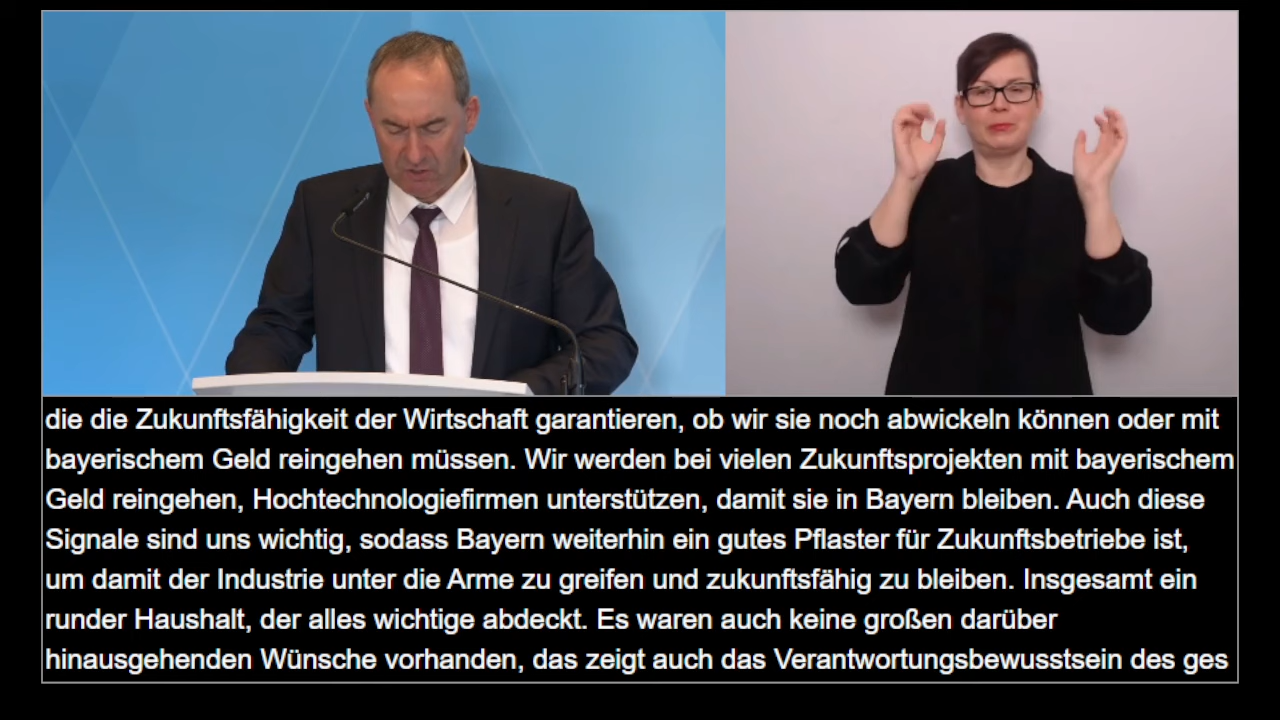 die die Zukunftsfähigkeit der Wirtschaft garantieren, ob wir sie noch abwickeln können oder mit
bayerischem Geld reingehen müssen. Wir werden bei vielen Zukunftsprojekten mit bayerischem
Geld reingehen, Hochtechnologiefirmen unterstützen, damit sie in Bayern bleiben. Auch diese
Signale sind uns wichtig, sodass Bayern weiterhin ein gutes Pflaster für Zukunftsbetriebe ist,
um damit der Industrie unter die Arme zu greifen und zukunftsfähig zu bleiben. Insgesamt ein
runder Haushalt, der alles wichtige abdeckt. Es waren auch keine großen darüber
hinausgehenden Wünsche vorhanden, das zeigt auch das Verantwortungsbewusstsein des ges